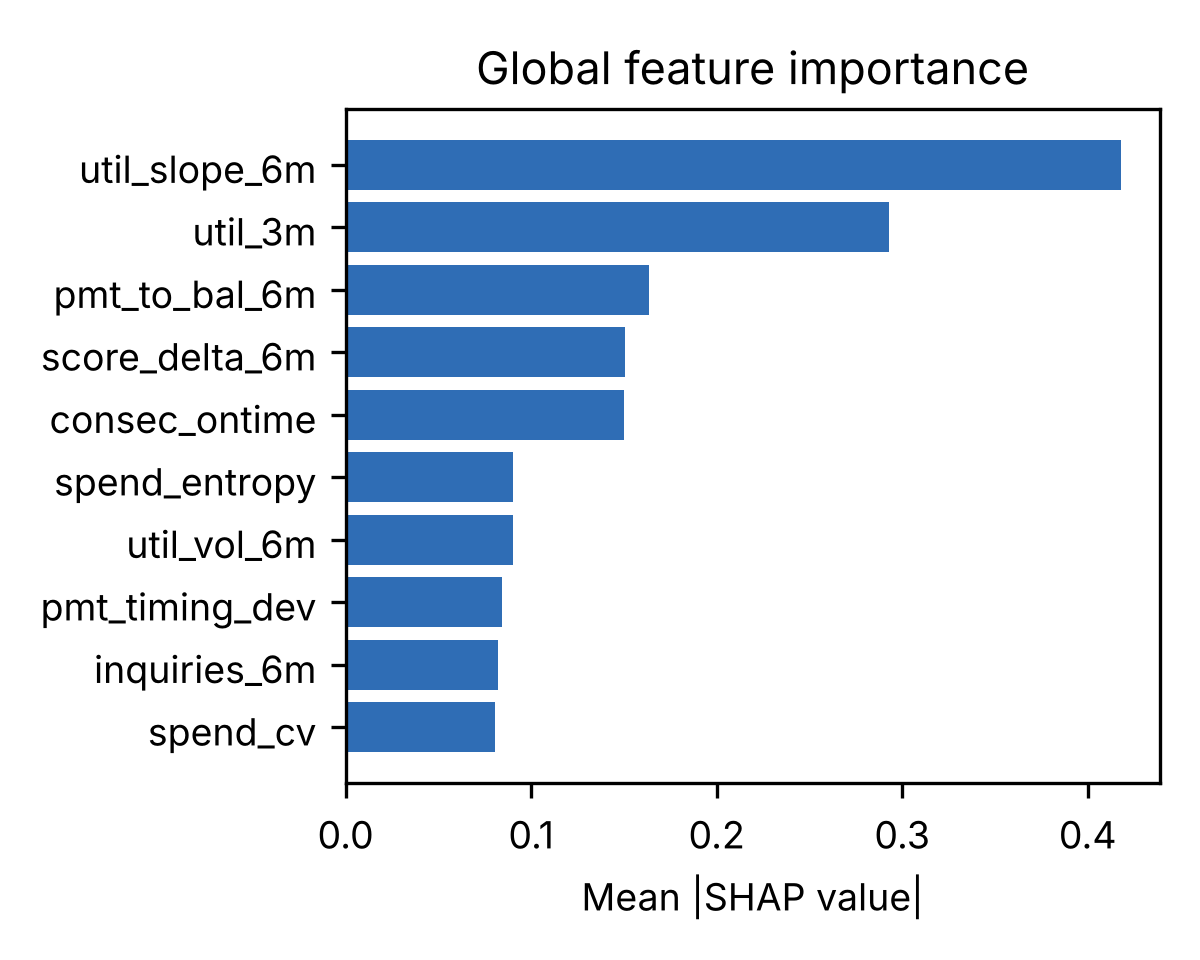 Global feature importance
util_slope_6m
util_3m
pmt_to_bal_6m
score_delta_6m
consec_ontime
spend_entropy
util_vol_6m
pmt_timing_dev
inquiries_6m
spend_cv
0.0 0.1 0.2 0.3 0.4
Mean |SHAP value|